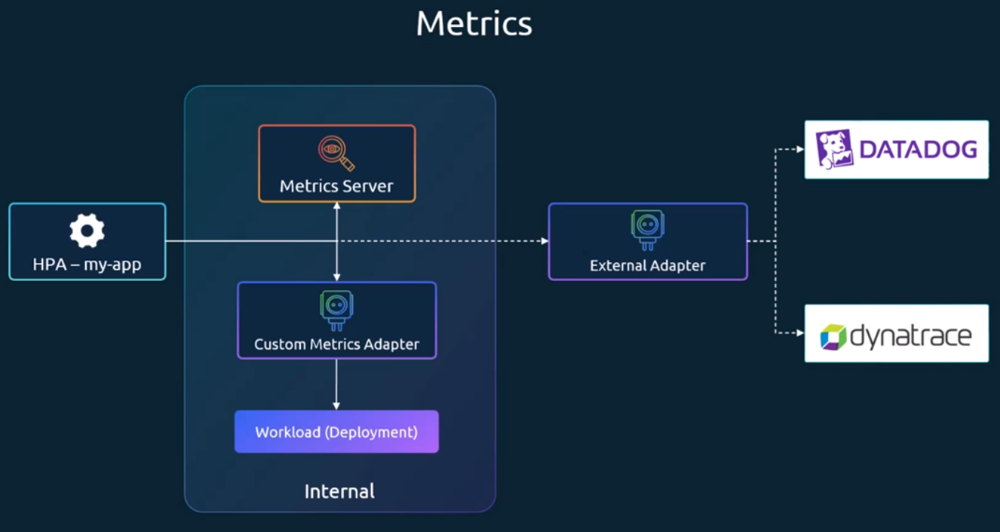 Metrics
Metrics Server
HPA – my-app
Custom Metrics Adapter
Workload (Deployment)
Internal
External Adapter
DATADOG
dynatrace